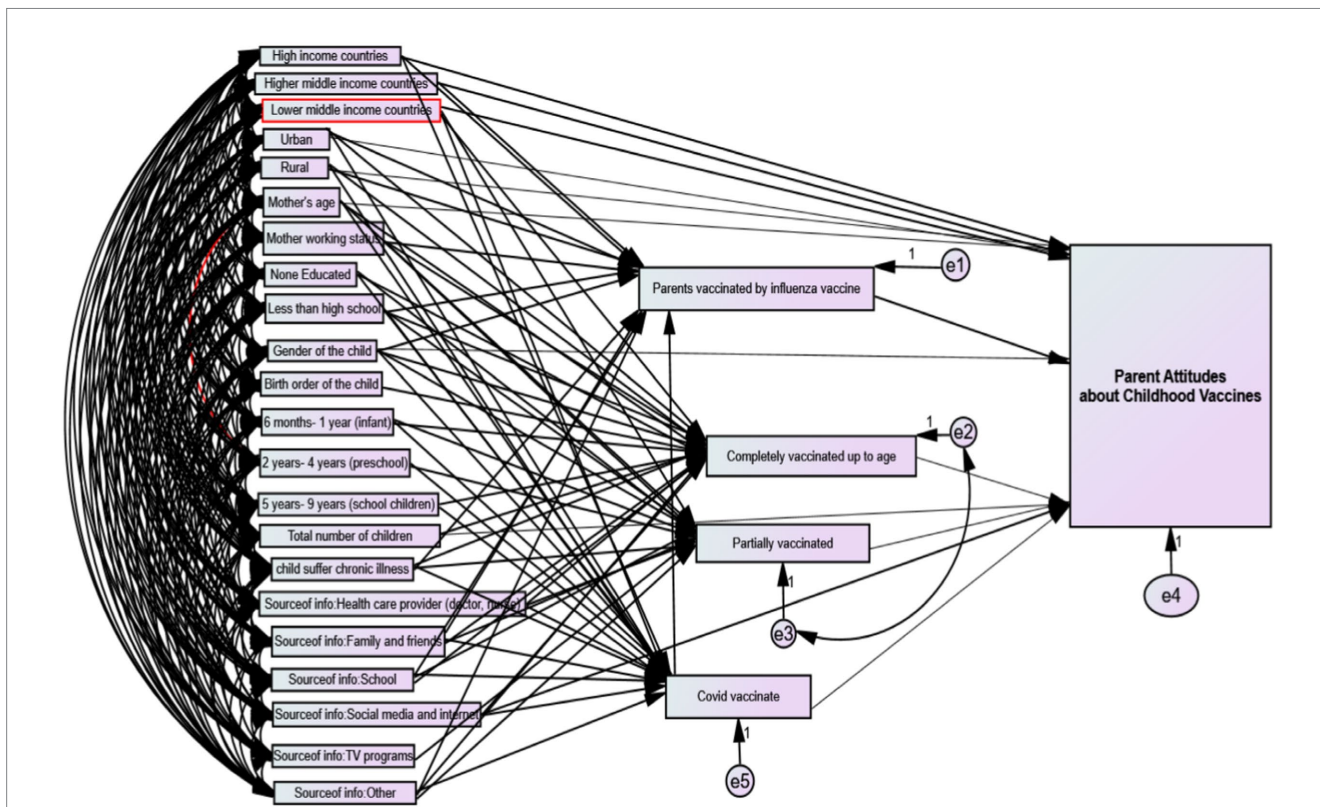 High income countries
Higher middle income countries
Lower middle income countries
Urban
Rural
Mother's age
Mother working status
None Educated
Less than high school
Gender of the child
Birth order of the child
6 months- 1 year (infant)
2 years- 4 years (preschool)
5 years- 9 years (school children)
Total number of children
child suffer chronic illness
Sourceof info:Health care provider (doctor, nurse)
Sourceof info:Family and friends
Sourceof info:School
Sourceof info:Social media and internet
Sourceof info:TV programs
Sourceof info:Other
Parents vaccinated by influenza vaccine
1
e1
Completely vaccinated up to age
1
e2
Partially vaccinated
1
e3
Covid vaccinate
1
e5
Parent Attitudes
about Childhood Vaccines
1
e4